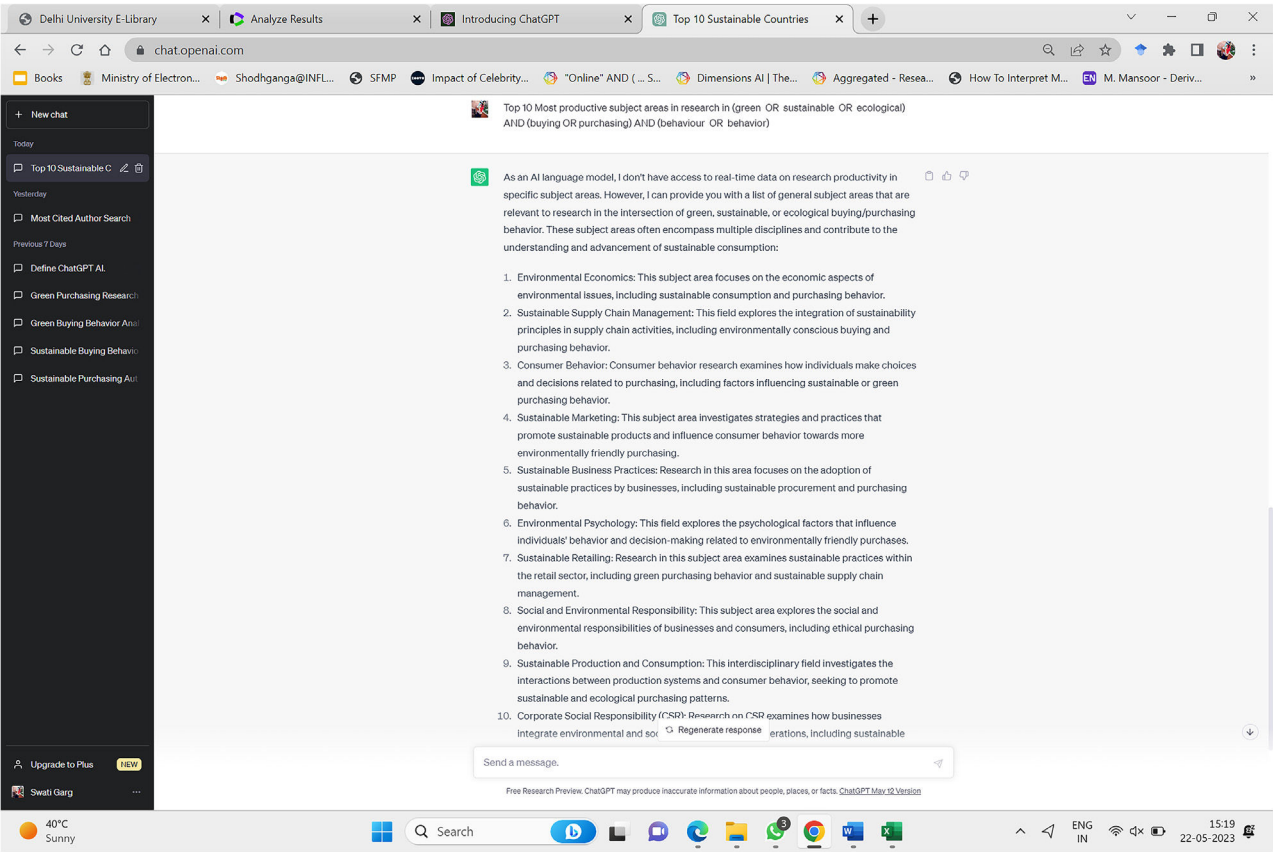 Delhi University E-Library
Analyze Results
Introducing ChatGPT
Top 10 Sustainable Countries
chat.openai.com
Books
Ministry of Electron...
Shodhganga@INFL...
SFMP
Impact of Celebrity...
"Online" AND ( ... S...
Dimensions AI | The...
Aggregated - Resea...
How To Interpret M...
EN
M. Mansoor - Deriv...
»
+ New chat
Today
Top 10 Sustainable C
Yesterday
Most Cited Author Search
Previous 7 Days
Define ChatGPT AI.
Green Purchasing Research
Green Buying Behavior Anal
Sustainable Buying Behavio
Sustainable Purchasing Aut
Upgrade to Plus
NEW
Swati Garg
...
Top 10 Most productive subject areas in research in (green OR sustainable OR ecological)
AND (buying OR purchasing) AND (behaviour OR behavior)
As an AI language model, I don't have access to real-time data on research productivity in
specific subject areas. However, I can provide you with a list of general subject areas that are
relevant to research in the intersection of green, sustainable, or ecological buying/purchasing
behavior. These subject areas often encompass multiple disciplines and contribute to the
understanding and advancement of sustainable consumption:
1. Environmental Economics: This subject area focuses on the economic aspects of
environmental issues, including sustainable consumption and purchasing behavior.
2. Sustainable Supply Chain Management: This field explores the integration of sustainability
principles in supply chain activities, including environmentally conscious buying and
purchasing behavior.
3. Consumer Behavior: Consumer behavior research examines how individuals make choices
and decisions related to purchasing, including factors influencing sustainable or green
purchasing behavior.
4. Sustainable Marketing: This subject area investigates strategies and practices that
promote sustainable products and influence consumer behavior towards more
environmentally friendly purchasing.
5. Sustainable Business Practices: Research in this area focuses on the adoption of
sustainable practices by businesses, including sustainable procurement and purchasing
behavior.
6. Environmental Psychology: This field explores the psychological factors that influence
individuals' behavior and decision-making related to environmentally friendly purchases.
7. Sustainable Retailing: Research in this subject area examines sustainable practices within
the retail sector, including green purchasing behavior and sustainable supply chain
management.
8. Social and Environmental Responsibility: This subject area explores the social and
environmental responsibilities of businesses and consumers, including ethical purchasing
behavior.
9. Sustainable Production and Consumption: This interdisciplinary field investigates the
interactions between production systems and consumer behavior, seeking to promote
sustainable and ecological purchasing patterns.
10. Corporate Social Responsibility (CSR): Research on CSR examines how businesses
integrate environmental and soc
Regenerate response
erations, including sustainable
Send a message.
Free Research Preview. ChatGPT may produce inaccurate information about people, places, or facts. ChatGPT May 12 Version
40°C
Sunny
Search
3
ENG
IN
15:19
22-05-2023